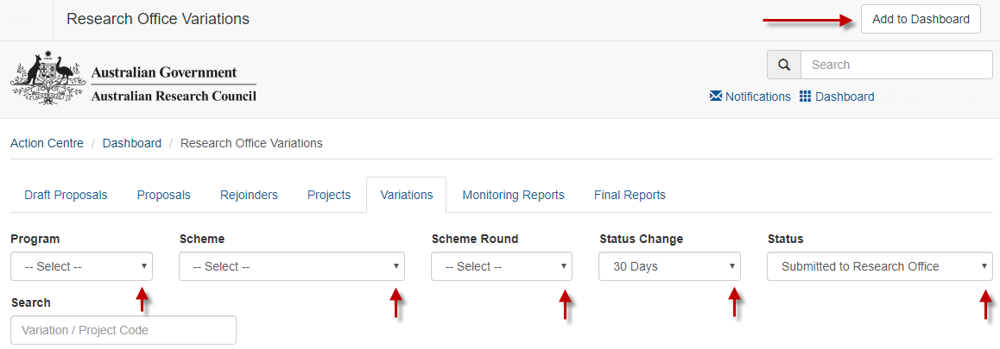 Research Office Variations Add to Dashboard
Australian Government
Australian Research Council
Search
Notifications Dashboard
Action Centre / Dashboard / Research Office Variations
Draft Proposals Proposals Rejoinders Projects Variations Monitoring Reports Final Reports
Program Scheme Scheme Round Status Change Status
-- Select -- -- Select -- -- Select -- 30 Days Submitted to Research Office
Search
Variation / Project Code